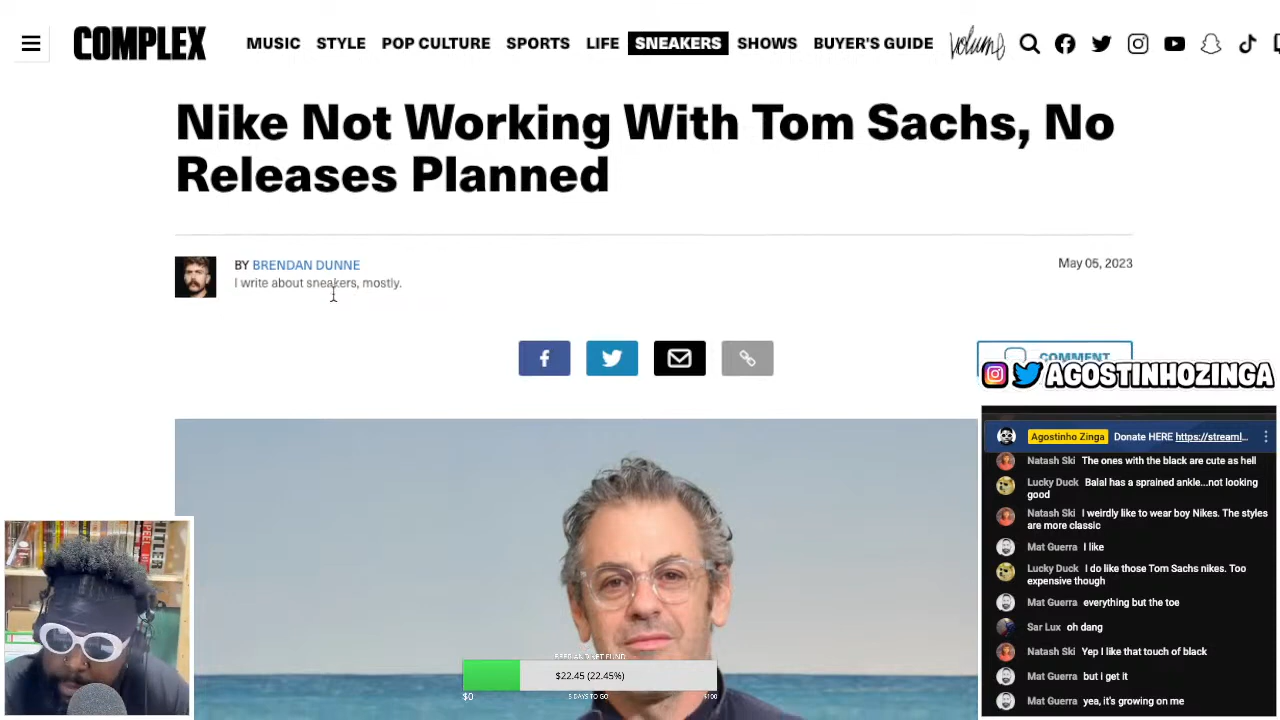 COMPLEX
MUSIC STYLE POP CULTURE SPORTS LIFE SNEAKERS SHOWS BUYER'S GUIDE volume
Nike Not Working With Tom Sachs, No
Releases Planned
BY BRENDAN DUNNE
I write about sneakers, mostly.
May 05, 2023
COMMENT
AGOSTINHOZINGA
Agostinho Zinga Donate HERE https://streaml...
Natash Ski The ones with the black are cute as hell
Lucky Duck Balal has a sprained ankle...not looking
good
Natash Ski I weirdly like to wear boy Nikes. The styles
are more classic
Mat Guerra I like
Lucky Duck I do like those Tom Sachs nikes. Too
expensive though
Mat Guerra everything but the toe
Sar Lux oh dang
Natash Ski Yep I like that touch of black
Mat Guerra but i get it
Mat Guerra yea, it's growing on me
$22.45 (22.45%)
$0 5 DAYS TO GO $100